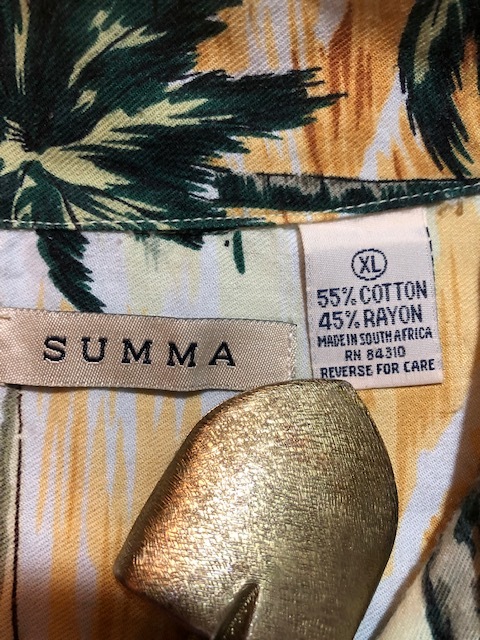 SUMMA
XL
55% COTTON
45% RAYON
MADE IN SOUTH AFRICA
RN 84310
REVERSE FOR CARE